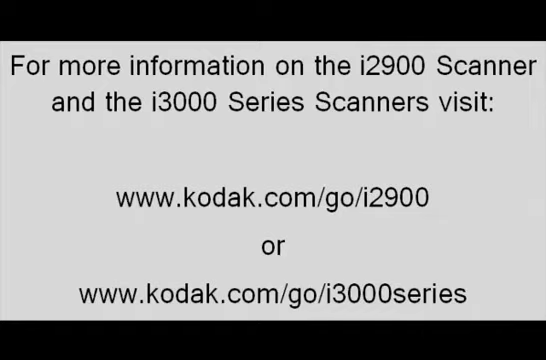 For more information on the i2900 Scanner
and the i3000 Series Scanners visit:
www.kodak.com/go/i2900
or
www.kodak.com/go/i3000series